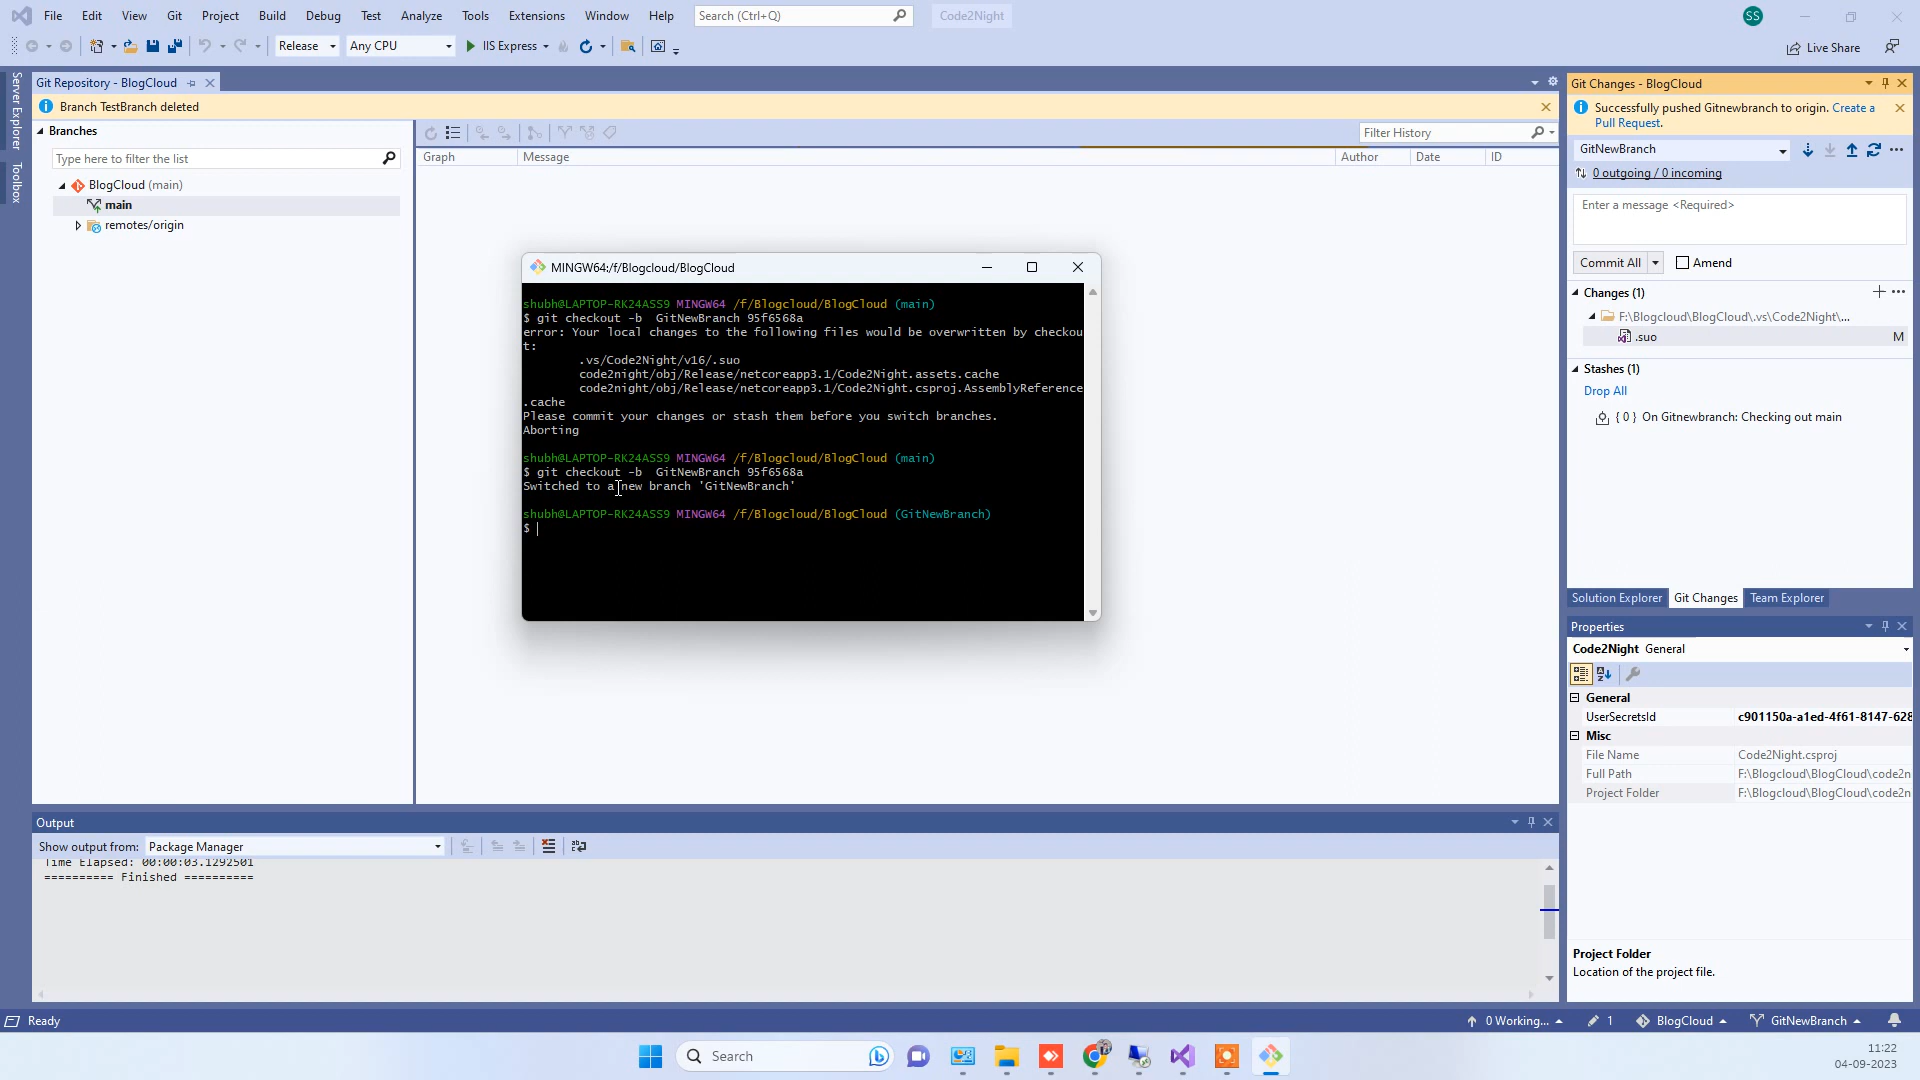 File Edit View Git Project Build Debug Test Analyze Tools Extensions Window Help Search (Ctrl+Q) Code2Night SS
Release Any CPU IIS Express Live Share
Server Explorer
Toolbox
Git Repository - BlogCloud
Branch TestBranch deleted
Branches
Type here to filter the list
BlogCloud (main)
main
remotes/origin
Filter History
Graph Message Author Date ID
MINGW64:/f/Blogcloud/BlogCloud
shubh@LAPTOP-RK24ASS9 MINGW64 /f/Blogcloud/BlogCloud (main)
$ git checkout -b  GitNewBranch 95f6568a
error: Your local changes to the following files would be overwritten by checkou
t:
.vs/Code2Night/v16/.suo
code2night/obj/Release/netcoreapp3.1/Code2Night.assets.cache
code2night/obj/Release/netcoreapp3.1/Code2Night.csproj.AssemblyReference
.cache
Please commit your changes or stash them before you switch branches.
Aborting
shubh@LAPTOP-RK24ASS9 MINGW64 /f/Blogcloud/BlogCloud (main)
$ git checkout -b  GitNewBranch 95f6568a
Switched to a new branch 'GitNewBranch'
shubh@LAPTOP-RK24ASS9 MINGW64 /f/Blogcloud/BlogCloud (GitNewBranch)
$
Git Changes - BlogCloud
Successfully pushed Gitnewbranch to origin. Create a
Pull Request.
GitNewBranch
0 outgoing / 0 incoming
Enter a message <Required>
Commit All Amend
Changes (1)
F:\Blogcloud\BlogCloud\.vs\Code2Night\...
.suo M
Stashes (1)
Drop All
{ 0 } On Gitnewbranch: Checking out main
Solution Explorer Git Changes Team Explorer
Properties
Code2Night General
General
UserSecretsId c901150a-a1ed-4f61-8147-628
Misc
File Name Code2Night.csproj
Full Path F:\Blogcloud\BlogCloud\code2n
Project Folder F:\Blogcloud\BlogCloud\code2n
Project Folder
Location of the project file.
Output
Show output from: Package Manager
Time Elapsed: 00:00:03.1292501
========== Finished ==========
Ready 0 Working... 1 BlogCloud GitNewBranch
Search
11:22
04-09-2023